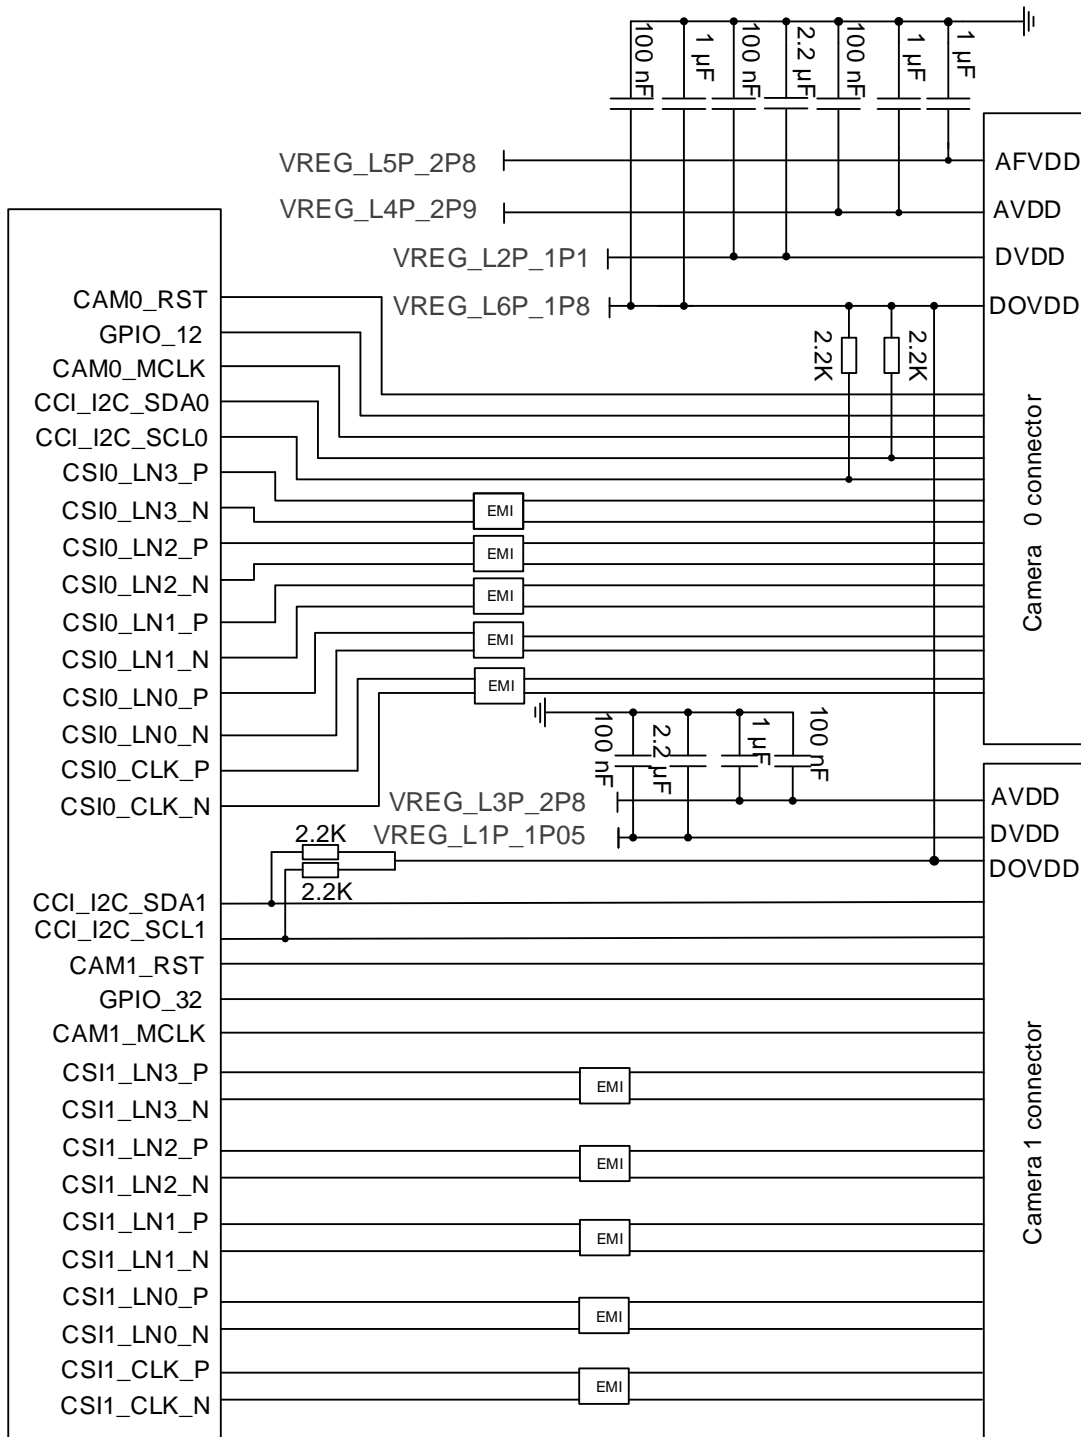 100 nF
1 µF
100 nF
2.2 µF
100 nF
1 µF
1 µF
VREG_L5P_2P8
AFVDD
VREG_L4P_2P9
AVDD
VREG_L2P_1P1
DVDD
VREG_L6P_1P8
DOVDD
2.2K
2.2K
CAM0_RST
GPIO_12
CAM0_MCLK
CCI_I2C_SDA0
CCI_I2C_SCL0
CSI0_LN3_P
CSI0_LN3_N
CSI0_LN2_P
CSI0_LN2_N
CSI0_LN1_P
CSI0_LN1_N
CSI0_LN0_P
CSI0_LN0_N
CSI0_CLK_P
CSI0_CLK_N
EMI
EMI
EMI
EMI
EMI
Camera 0 connector
100 nF
2.2 µF
1 µF
100 nF
VREG_L3P_2P8
AVDD
VREG_L1P_1P05
DVDD
DOVDD
2.2K
2.2K
CCI_I2C_SDA1
CCI_I2C_SCL1
CAM1_RST
GPIO_32
CAM1_MCLK
CSI1_LN3_P
CSI1_LN3_N
CSI1_LN2_P
CSI1_LN2_N
CSI1_LN1_P
CSI1_LN1_N
CSI1_LN0_P
CSI1_LN0_N
CSI1_CLK_P
CSI1_CLK_N
EMI
EMI
EMI
EMI
EMI
Camera 1 connector